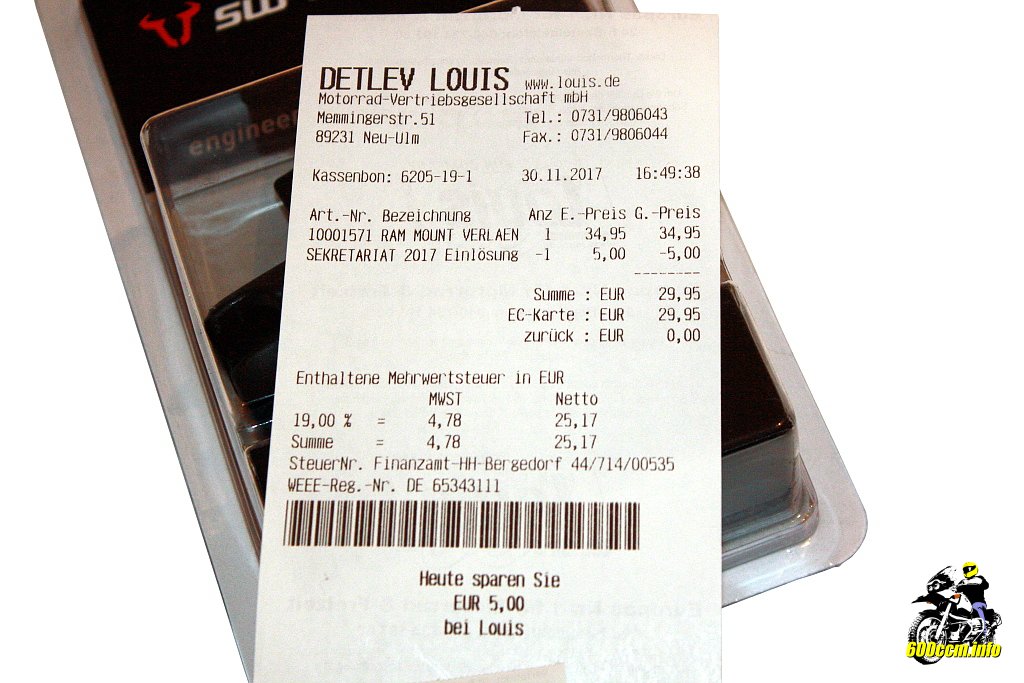 SW
engineer
DETLEV LOUIS www.louis.de
Motorrad-Vertriebsgesellschaft mbH
Memmingerstr.51 Tel.: 0731/9806043
89231 Neu-Ulm Fax.: 0731/9806044
Kassenbon: 6205-19-1 30.11.2017 16:49:38
Art.-Nr. Bezeichnung Anz E.-Preis G.-Preis
10001571 RAM MOUNT VERLAEN 1 34,95 34,95
SEKRETARIAT 2017 Einlösung -1 5,00 -5,00
--------
Summe : EUR 29,95
EC-Karte : EUR 29,95
zurück : EUR 0,00
Enthaltene Mehrwertsteuer in EUR
MWST Netto
19,00 % = 4,78 25,17
Summe = 4,78 25,17
SteuerNr. Finanzamt-HH-Bergedorf 44/714/00535
WEEE-Reg.-Nr. DE 65343111
Heute sparen Sie
EUR 5,00
bei Louis
600ccm.info